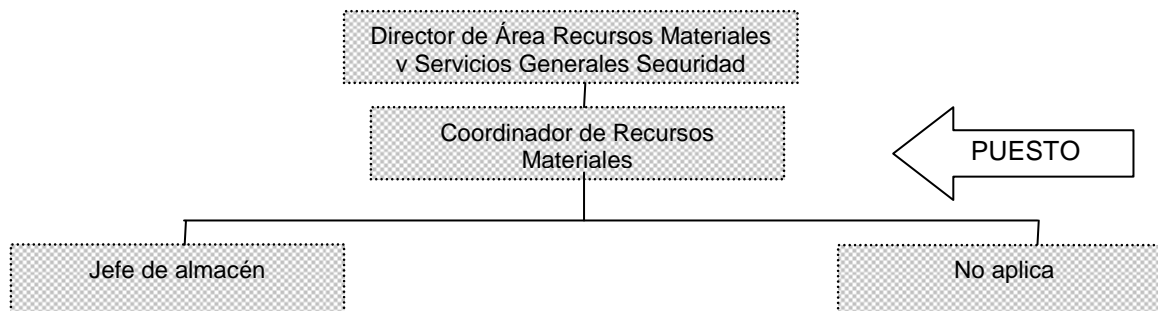 Director de Área Recursos Materiales
y Servicios Generales Seguridad
Coordinador de Recursos
Materiales
PUESTO
Jefe de almacén
No aplica